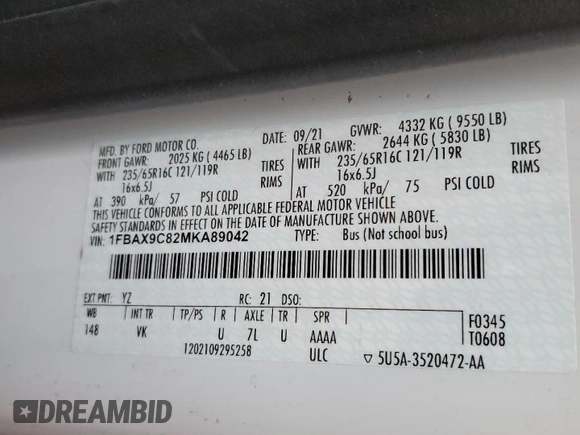 MFD. BY FORD MOTOR CO.
09/21 GVWR: 4332 KG ( 9550 LB)
FRONT GAWR: 2025 KG ( 4465 LB)
REAR GAWR: 2644 KG ( 5830 LB)
WITH 235/65R16C 121/119R TIRES
WITH 235/65R16C 121/119R TIRES
16x6.5J RIMS
16x6.5J RIMS
AT 390 kPa/ 57 PSI COLD
AT 520 kPa/ 75 PSI COLD
THIS VEHICLE CONFORMS TO ALL APPLICABLE FEDERAL MOTOR VEHICLE
SAFETY STANDARDS IN EFFECT ON THE DATE OF MANUFACTURE SHOWN ABOVE.
VIN: 1FBAX9C82MKA89042 TYPE: Bus (Not school bus)
EXT PNT: YZ RC: 21 DSO:
WB INT TR TP/PS R AXLE TR SPR
148 VK U 7L U AAAA
F0345
T0608
1202109295258 ULC ▽ 5U5A-3520472-AA
DREAMBID